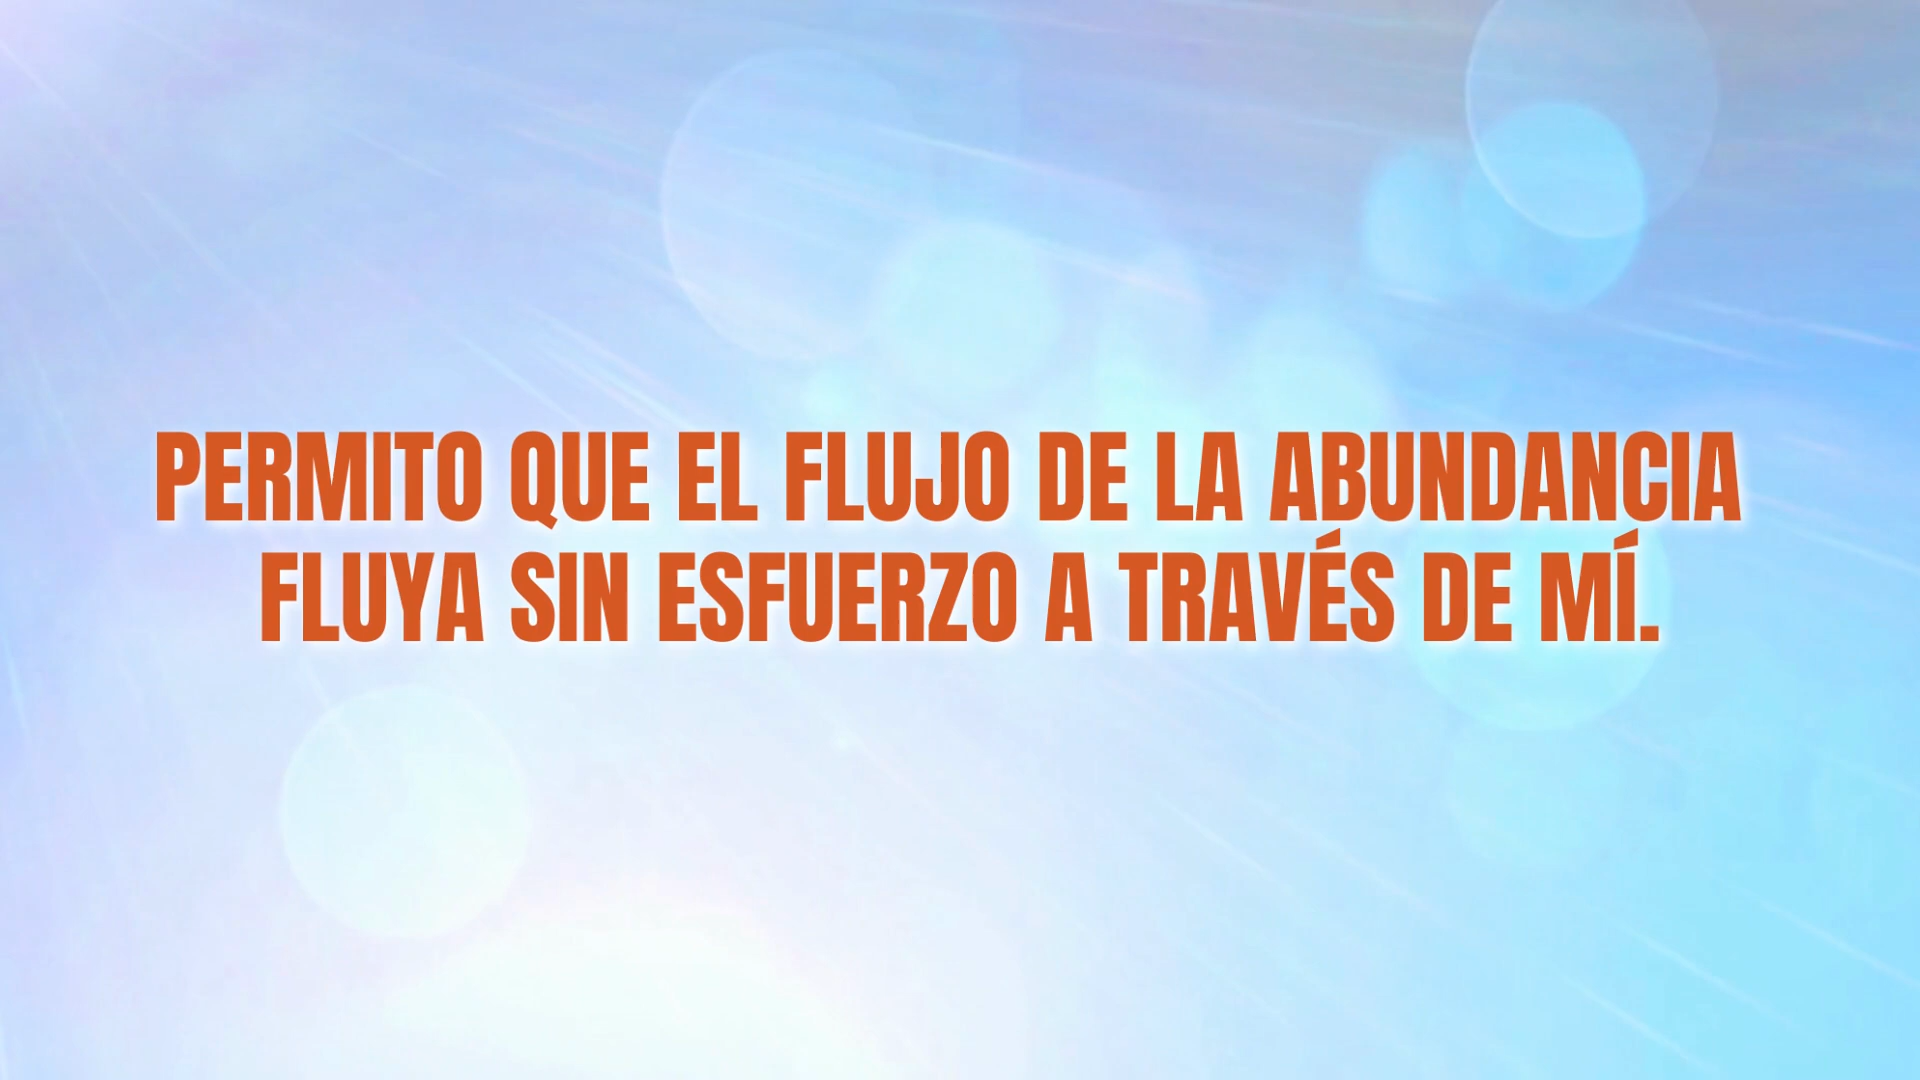 PERMITO QUE EL FLUJO DE LA ABUNDANCIA
FLUYA SIN ESFUERZO A TRAVÉS DE MÍ.